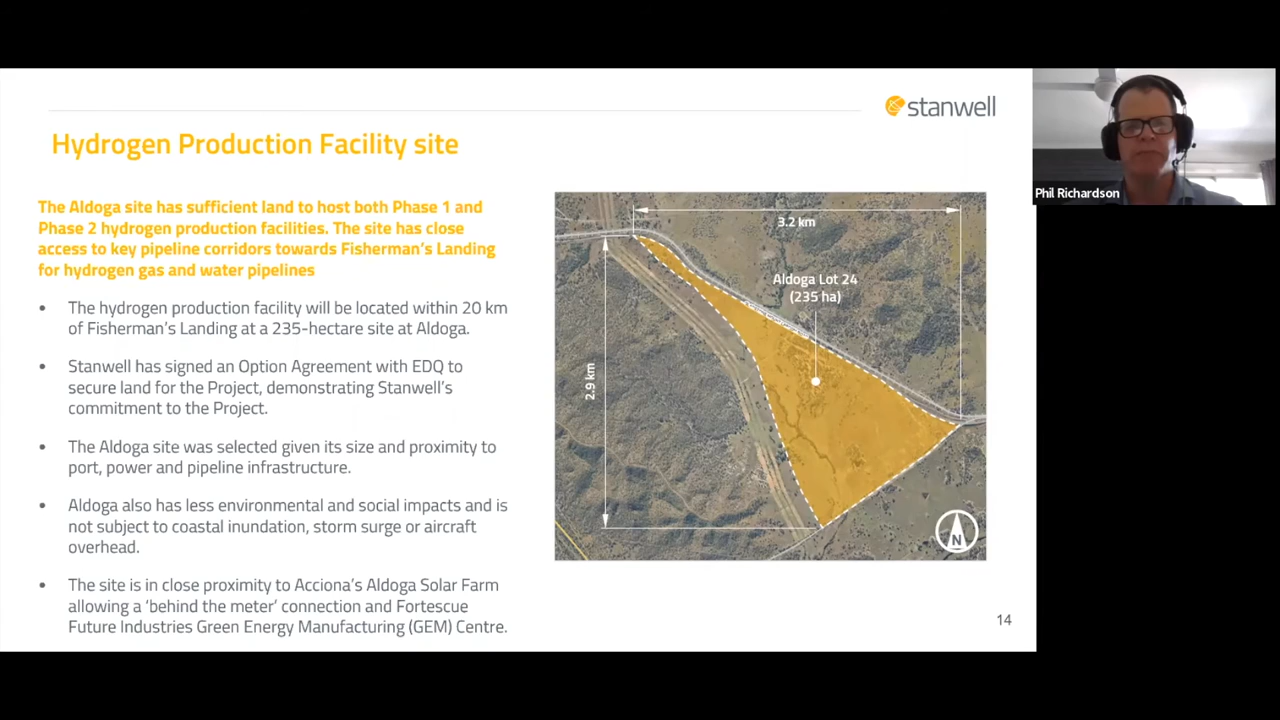 stanwell
Hydrogen Production Facility site
The Aldoga site has sufficient land to host both Phase 1 and
Phase 2 hydrogen production facilities. The site has close
access to key pipeline corridors towards Fisherman's Landing
for hydrogen gas and water pipelines
• The hydrogen production facility will be located within 20 km
of Fisherman's Landing at a 235-hectare site at Aldoga.
• Stanwell has signed an Option Agreement with EDQ to
secure land for the Project, demonstrating Stanwell's
commitment to the Project.
• The Aldoga site was selected given its size and proximity to
port, power and pipeline infrastructure.
• Aldoga also has less environmental and social impacts and is
not subject to coastal inundation, storm surge or aircraft
overhead.
• The site is in close proximity to Acciona's Aldoga Solar Farm
allowing a 'behind the meter' connection and Fortescue
Future Industries Green Energy Manufacturing (GEM) Centre.
3.2 km
Aldoga Lot 24
(235 ha)
2.9 km
N
14
Phil Richardson